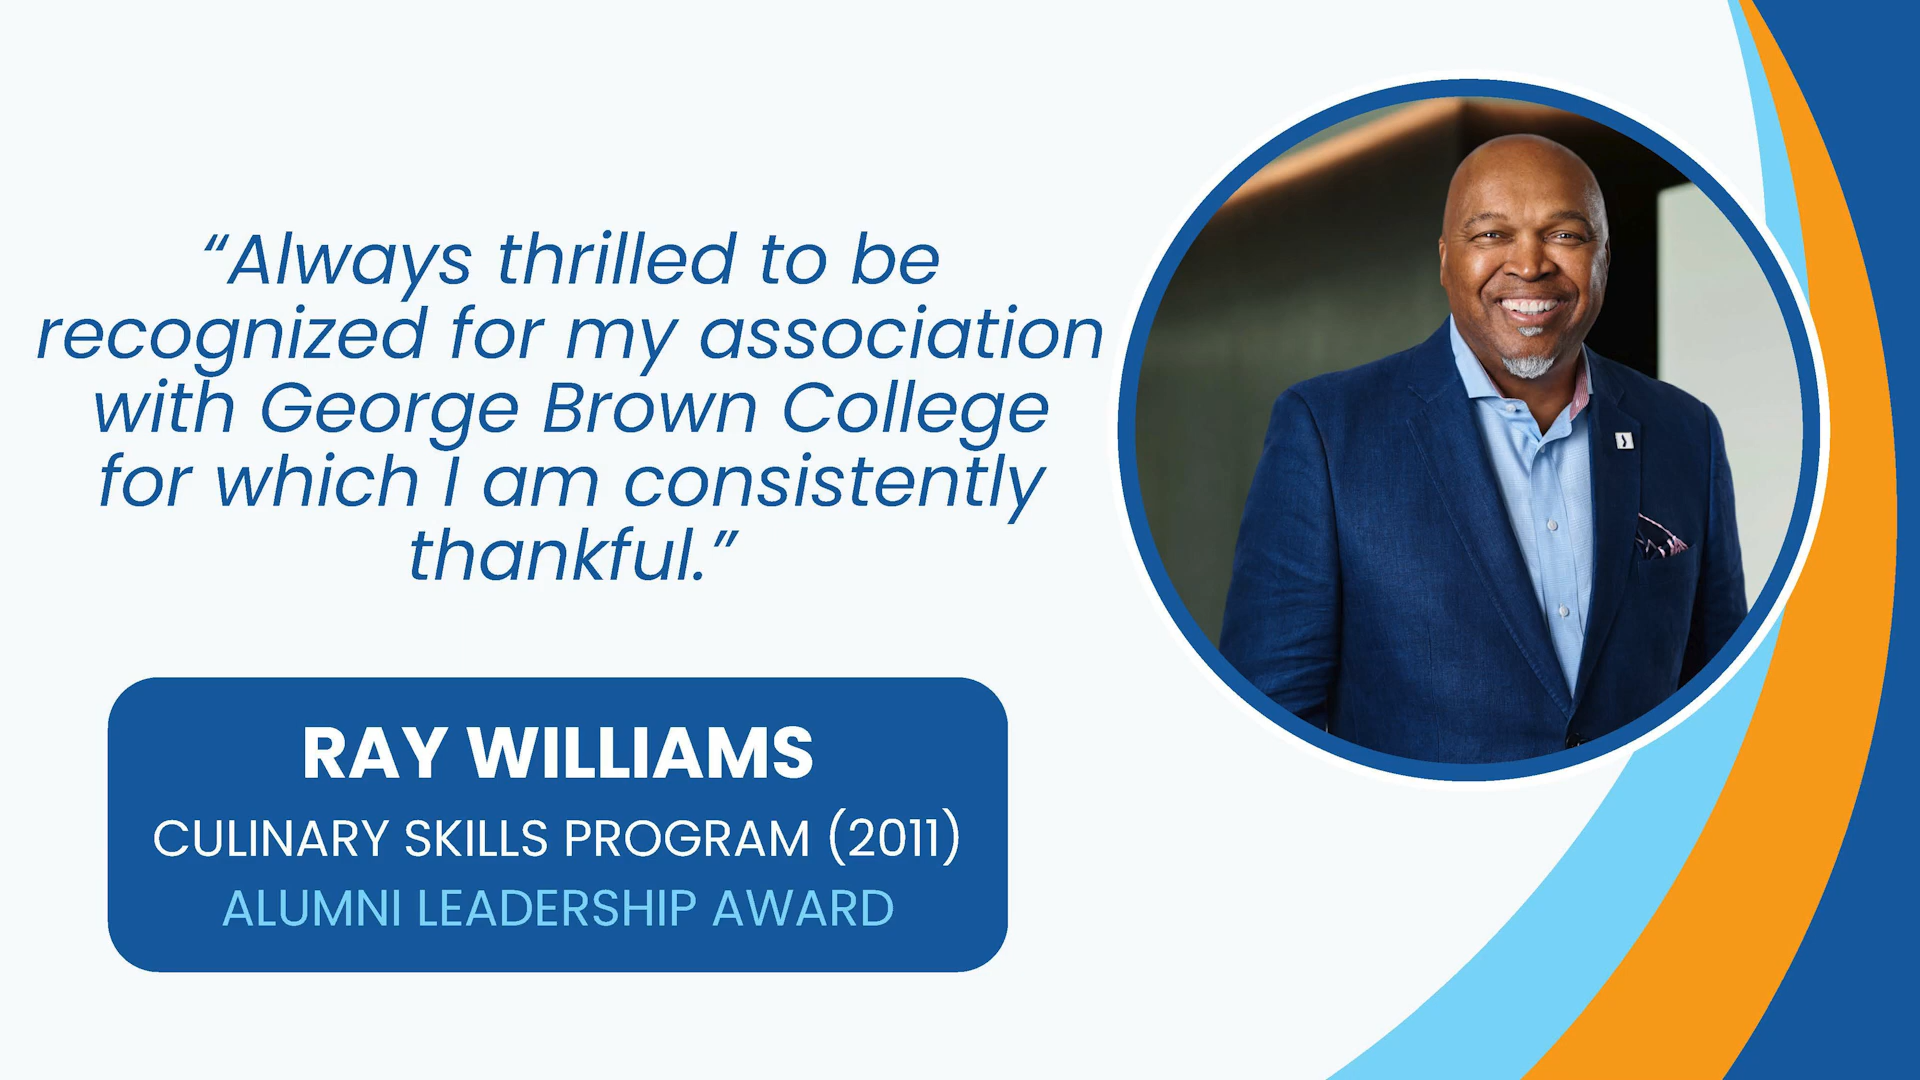 “Always thrilled to be
recognized for my association
with George Brown College
for which I am consistently
thankful.”
RAY WILLIAMS
CULINARY SKILLS PROGRAM (2011)
ALUMNI LEADERSHIP AWARD